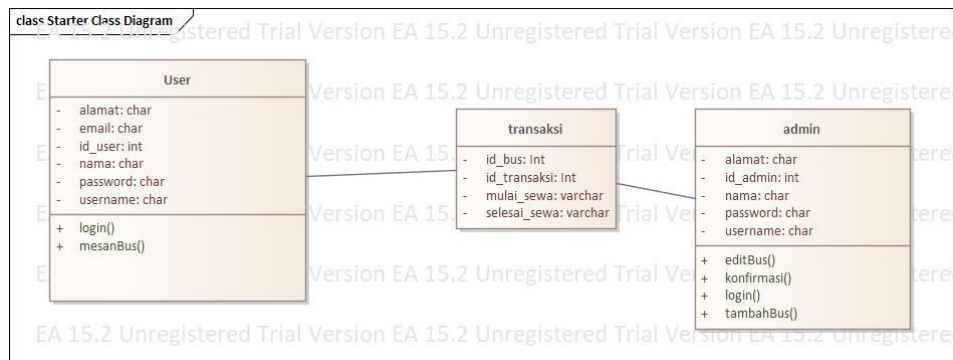 class Starter Class Diagram
EA 15.2 Unregistered Trial Version EA 15.2 Unregistered Trial Version EA 15.2 Unregistere
User
- alamat: char
- email: char
- id_user: int
- nama: char
- password: char
- username: char
+ login()
+ mesanBus()
transaksi
- id_bus: Int
- id_transaksi: Int
- mulai_sewa: varchar
- selesai_sewa: varchar
admin
- alamat: char
- id_admin: int
- nama: char
- password: char
- username: char
+ editBus()
+ konfirmasi()
+ login()
+ tambahBus()
EA 15.2 Unregistered Trial Version EA 15.2 Unregistered Trial Version EA 15.2 Unregistere